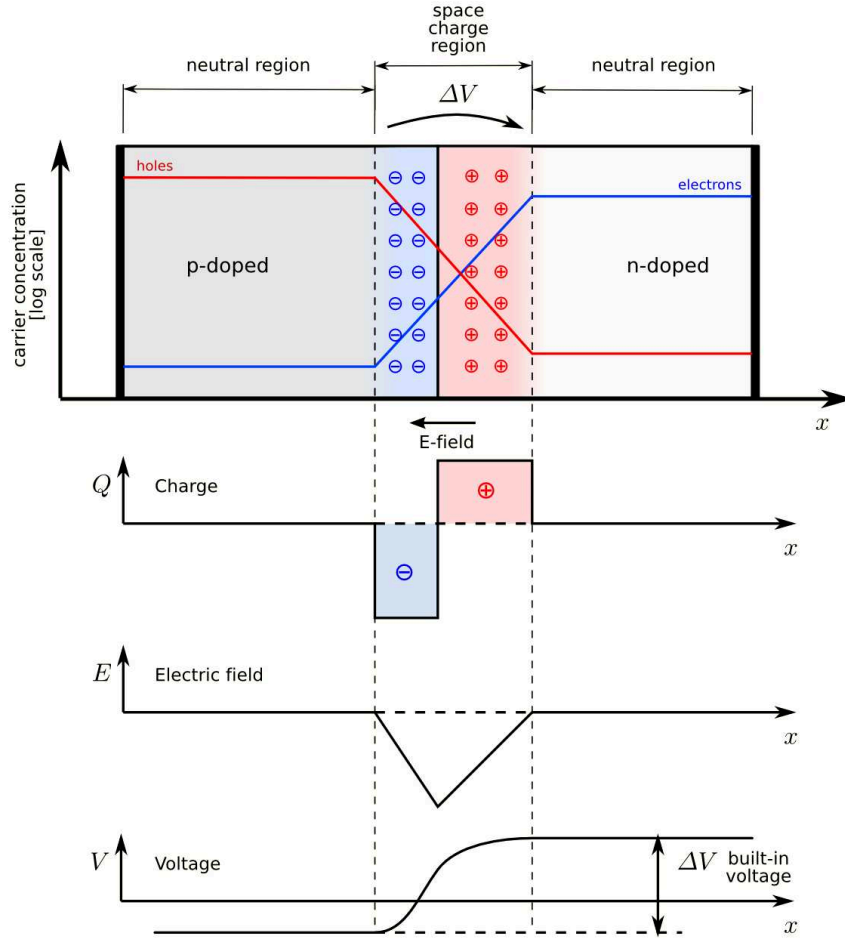 space
charge
region
neutral region
neutral region
ΔV
holes
electrons
p-doped
n-doped
carrier concentration
[log scale]
x
E-field
Q
Charge
⊕
⊖
x
E
Electric field
x
V
Voltage
ΔV
built-in
voltage
x